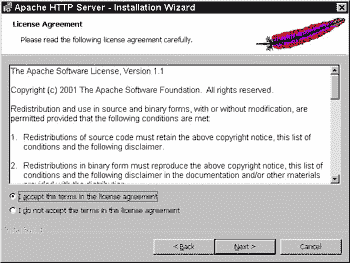 Apache HTTP Server - Installation Wizard
License Agreement
Please read the following license agreement carefully.
The Apache Software License, Version 1.1
Copyright (c) 2001 The Apache Software Foundation. All rights reserved.
Redistribution and use in source and binary forms, with or without modification, are
permitted provided that the following conditions are met:
1. Redistributions of source code must retain the above copyright notice, this list of
conditions and the following disclaimer.
2. Redistributions in binary form must reproduce the above copyright notice, this list of
conditions and the following disclaimer in the documentation and/or other materials
provided with the distribution.
I accept the terms in the license agreement
I do not accept the terms in the license agreement
< Back
Next >
Cancel